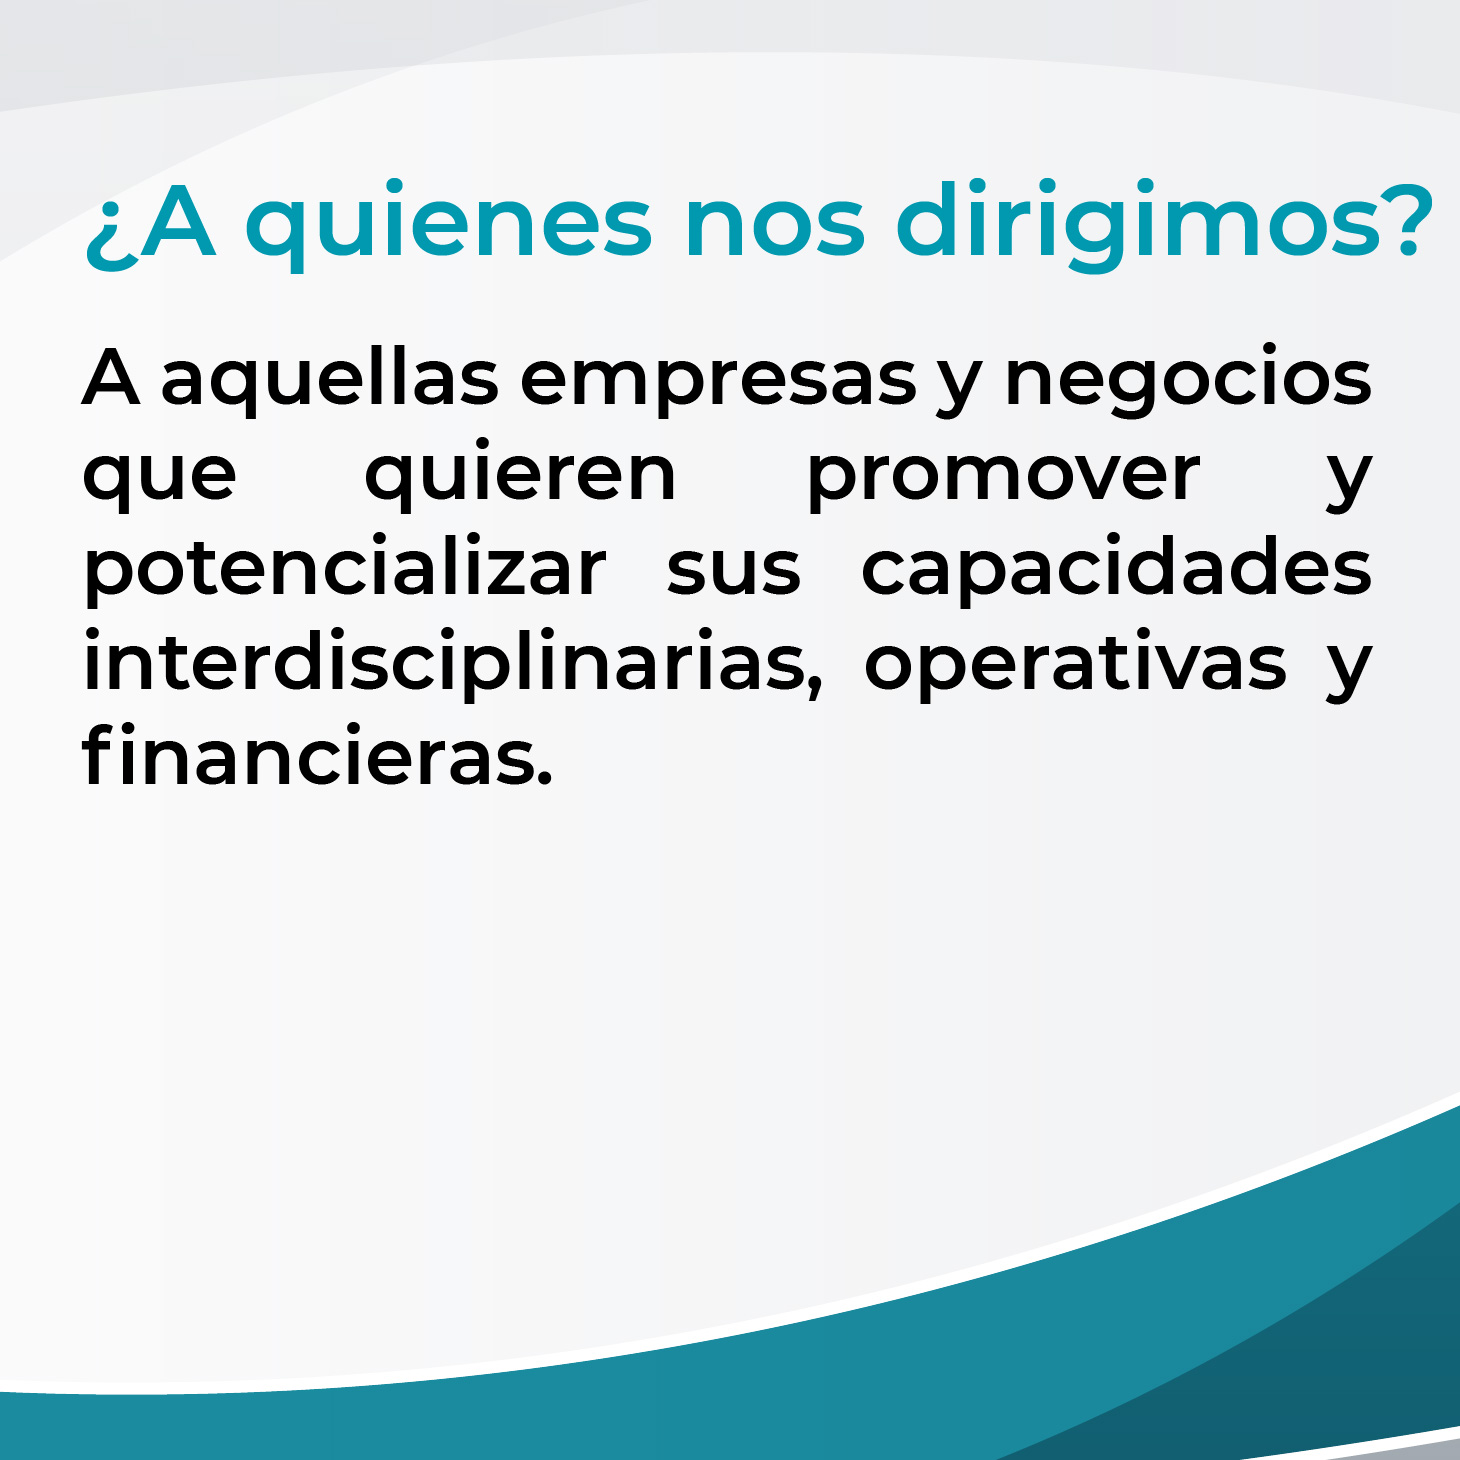 ¿A quienes nos dirigimos?
A aquellas empresas y negocios
que quieren promover y
potencializar sus capacidades
interdisciplinarias, operativas y
financieras.